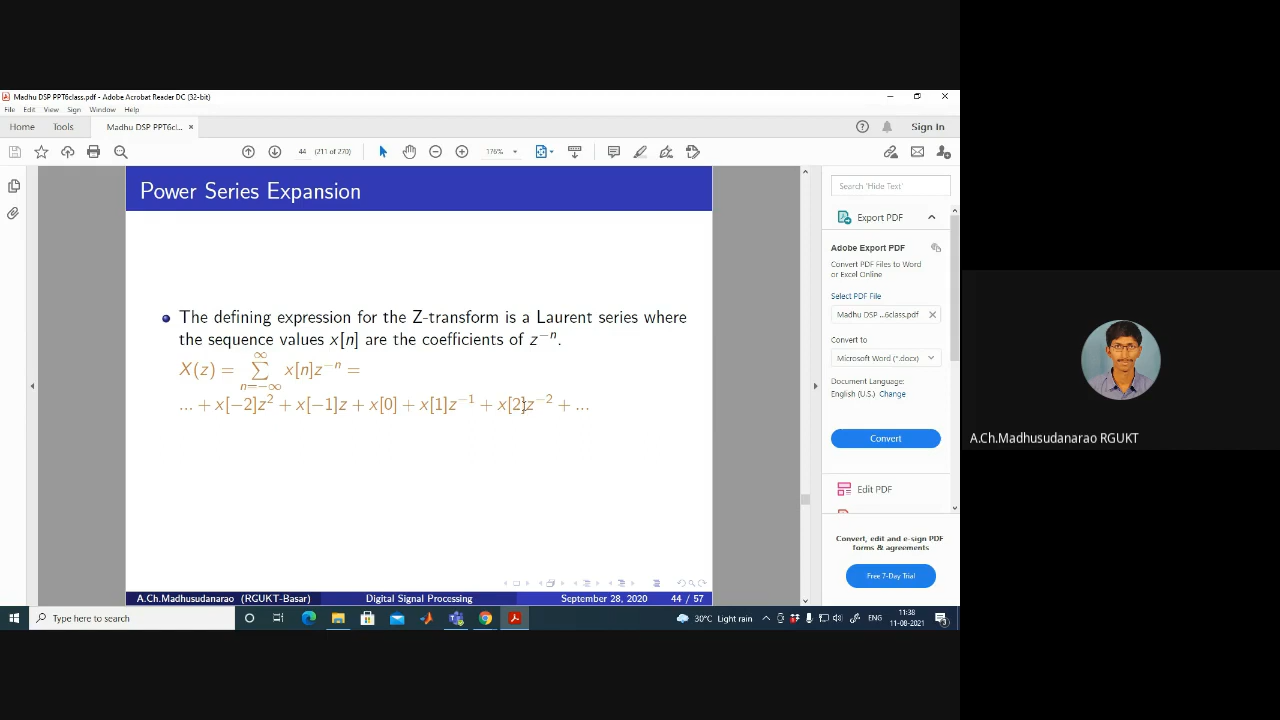 Madhu DSP PPT6class.pdf - Adobe Acrobat Reader DC (32-bit)
File Edit View Sign Window Help
Home Tools Madhu DSP PPT6cl... × Sign In
44 (211 of 270) 176%
Power Series Expansion
The defining expression for the Z-transform is a Laurent series where
the sequence values x[n] are the coefficients of z⁻ⁿ.
X(z) = ∑_{n=−∞}^{∞} x[n]z⁻ⁿ =
... + x[−2]z² + x[−1]z + x[0] + x[1]z⁻¹ + x[2]z⁻² + ...
A.Ch.Madhusudanarao (RGUKT-Basar) Digital Signal Processing September 28, 2020 44 / 57
Search 'Hide Text'
Export PDF
Adobe Export PDF
Convert PDF Files to Word
or Excel Online
Select PDF File
Madhu DSP ...6class.pdf ×
Convert to
Microsoft Word (*.docx)
Document Language:
English (U.S.) Change
Convert
Edit PDF
Convert, edit and e-sign PDF
forms & agreements
Free 7-Day Trial
Type here to search
30°C Light rain
ENG
11:38
11-08-2021
3
A.Ch.Madhusudanarao RGUKT